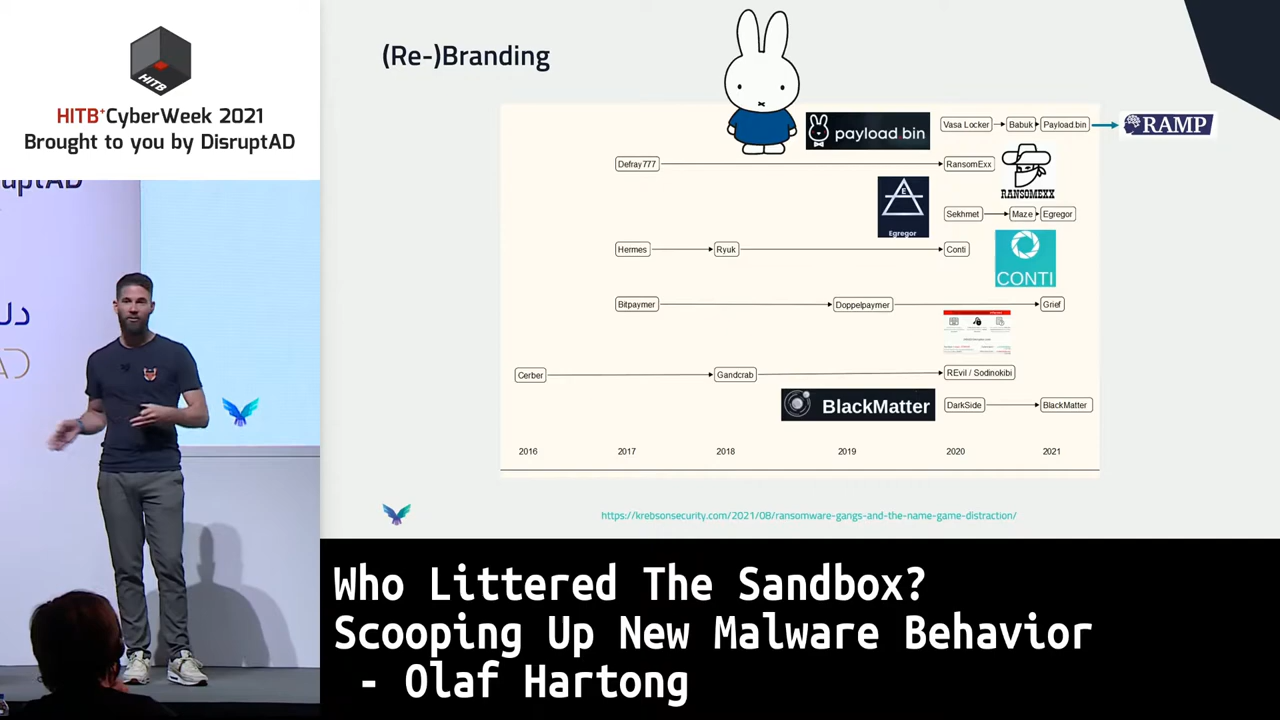 HITB
HITB+CyberWeek 2021
Brought to you by DisruptAD
ruptAD
(Re-)Branding
payload.bin
Vasa Locker
Babuk
Payload.bin
RAMP
Defray777
RansomExx
RANSOMEXX
E
Egregor
Sekhmet
Maze
Egregor
Hermes
Ryuk
Conti
CONTI
Bitpaymer
Doppelpaymer
Grief
Cerber
Gandcrab
REvil / Sodinokibi
BlackMatter
DarkSide
BlackMatter
2016
2017
2018
2019
2020
2021
https://krebsonsecurity.com/2021/08/ransomware-gangs-and-the-name-game-distraction/
Who Littered The Sandbox?
Scooping Up New Malware Behavior
- Olaf Hartong